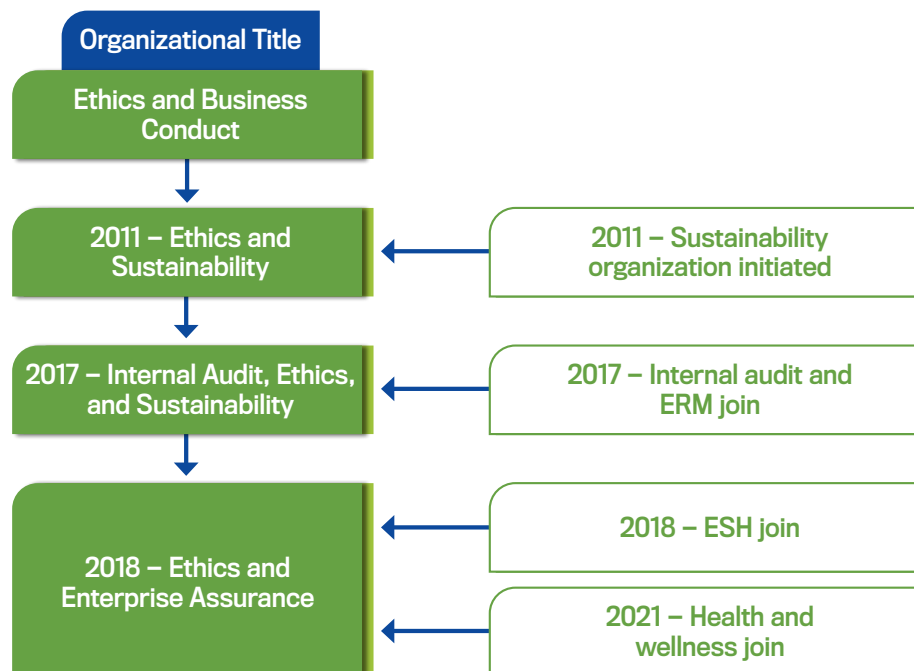 Organizational Title
Ethics and Business
Conduct
2011 – Ethics and
Sustainability
2011 – Sustainability
organization initiated
2017 – Internal Audit, Ethics,
and Sustainability
2017 – Internal audit and
ERM join
2018 – Ethics and
Enterprise Assurance
2018 – ESH join
2021 – Health and
wellness join